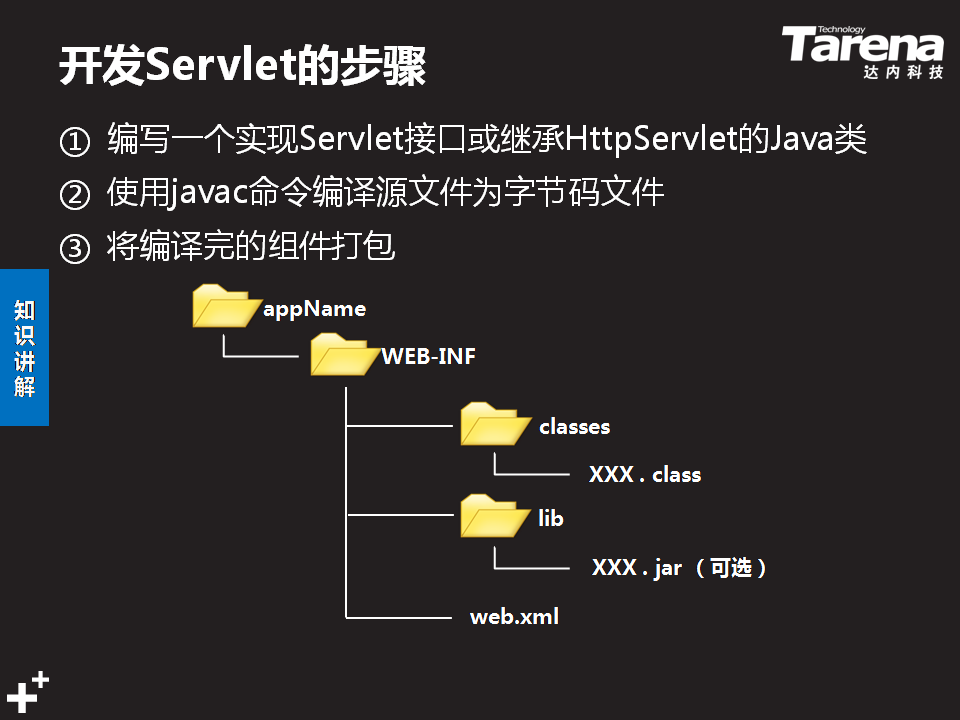 开发Servlet的步骤
Technology
Tarena
达内科技
① 编写一个实现Servlet接口或继承HttpServlet的Java类
② 使用javac命令编译源文件为字节码文件
③ 将编译完的组件打包
知识讲解
appName
WEB-INF
classes
XXX . class
lib
XXX . jar （可选）
web.xml